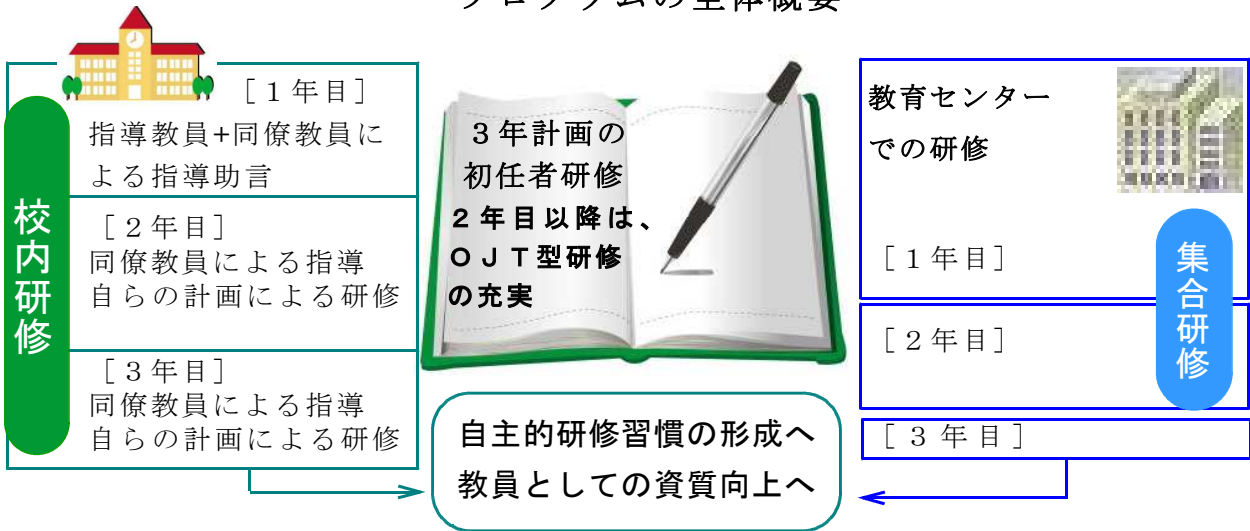 プログラムの全体概要
校内研修
［１年目］
指導教員+同僚教員に
よる指導助言
［２年目］
同僚教員による指導
自らの計画による研修
［３年目］
同僚教員による指導
自らの計画による研修
３年計画の
初任者研修
２年目以降は、
ＯＪＴ型研修
の充実
教育センター
での研修
［１年目］
［２年目］
［３年目］
集合研修
自主的研修習慣の形成へ
教員としての資質向上へ